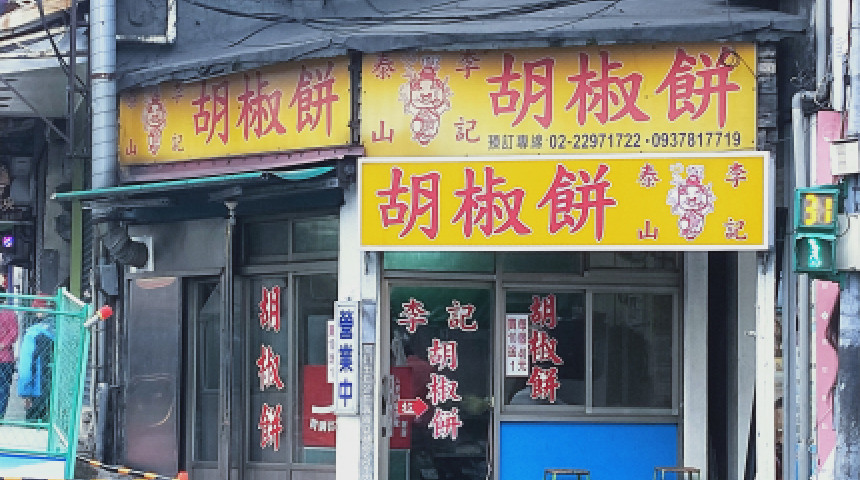 李記
泰山
胡椒餅
李記
泰山
胡椒餅
預訂專線 02-22971722 · 0937817719
胡椒餅
李記
泰山
31
胡椒餅
營業中
李記
胡椒餅
胡椒餅
拉